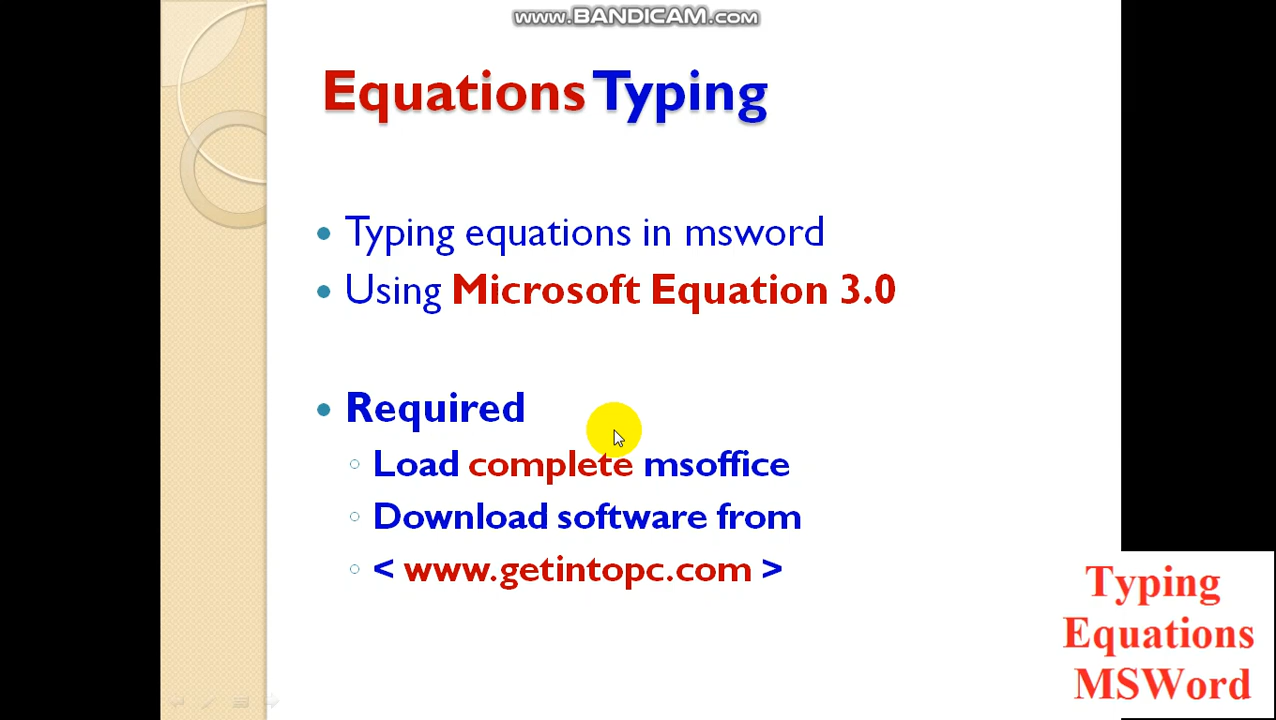 www.BANDICAM.com
Equations Typing
Typing equations in msword
Using Microsoft Equation 3.0
Required
Load complete msoffice
Download software from
< www.getintopc.com >
Typing
Equations
MSWord